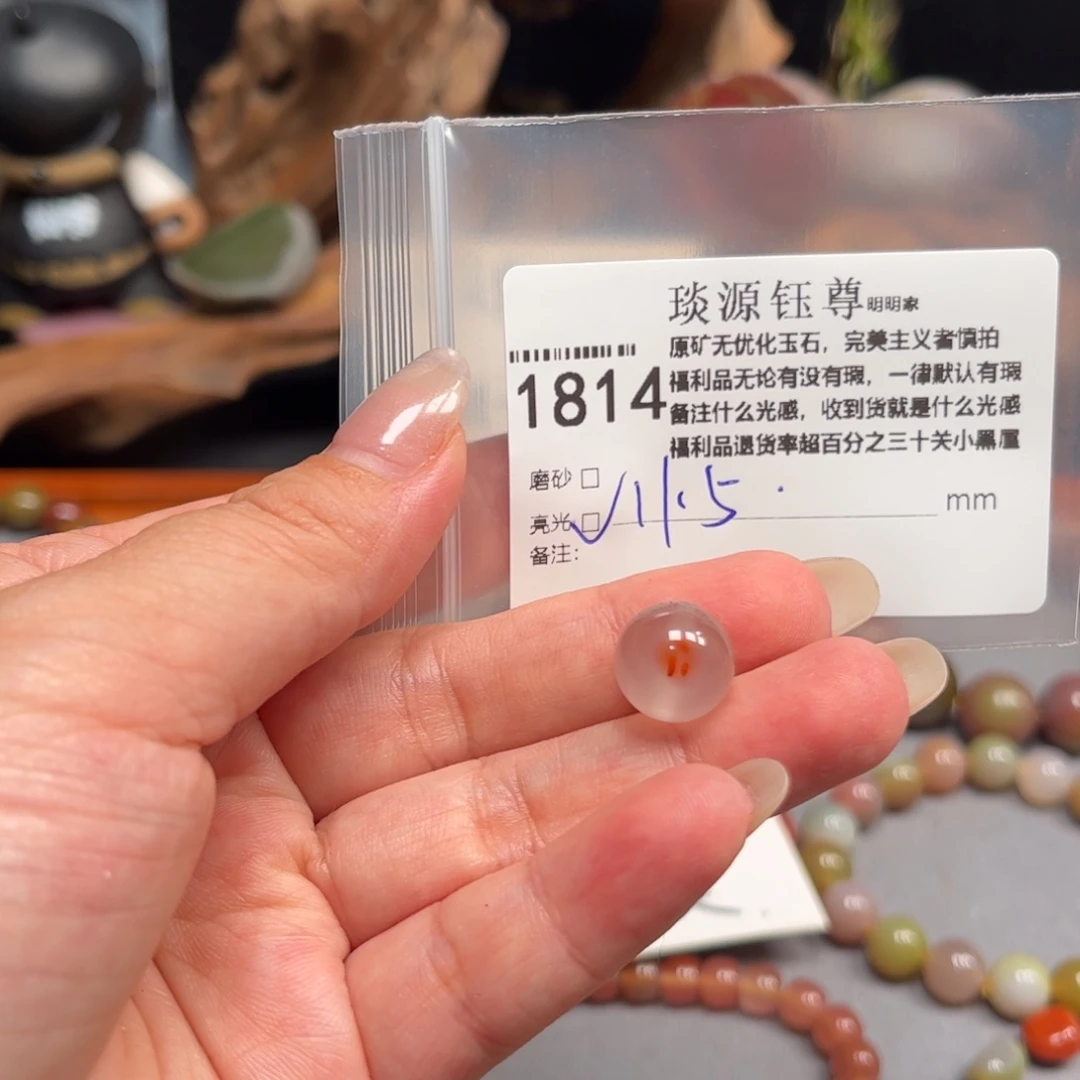 琰源钰尊明明家
原矿无优化玉石，完美主义者慎拍
1814
福利品无论有没有瑕，一律默认有瑕
备注什么光感，收到货就是什么光感
福利品退货率超百分之三十关小黑屋
磨砂 □
亮光 □ √ 11.5. mm
备注：